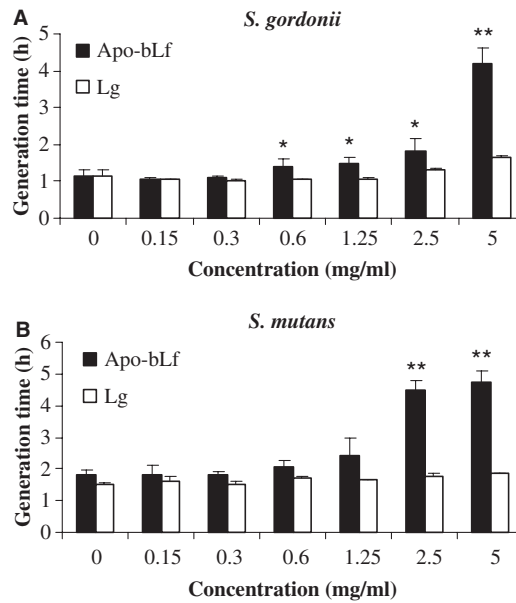 A
S. gordonii
Generation time (h)
5
4
3
2
1
0
Apo-bLf
Lg
* * * **
0 0.15 0.3 0.6 1.25 2.5 5
Concentration (mg/ml)
B
S. mutans
Generation time (h)
6
5
4
3
2
1
0
Apo-bLf
Lg
** **
0 0.15 0.3 0.6 1.25 2.5 5
Concentration (mg/ml)